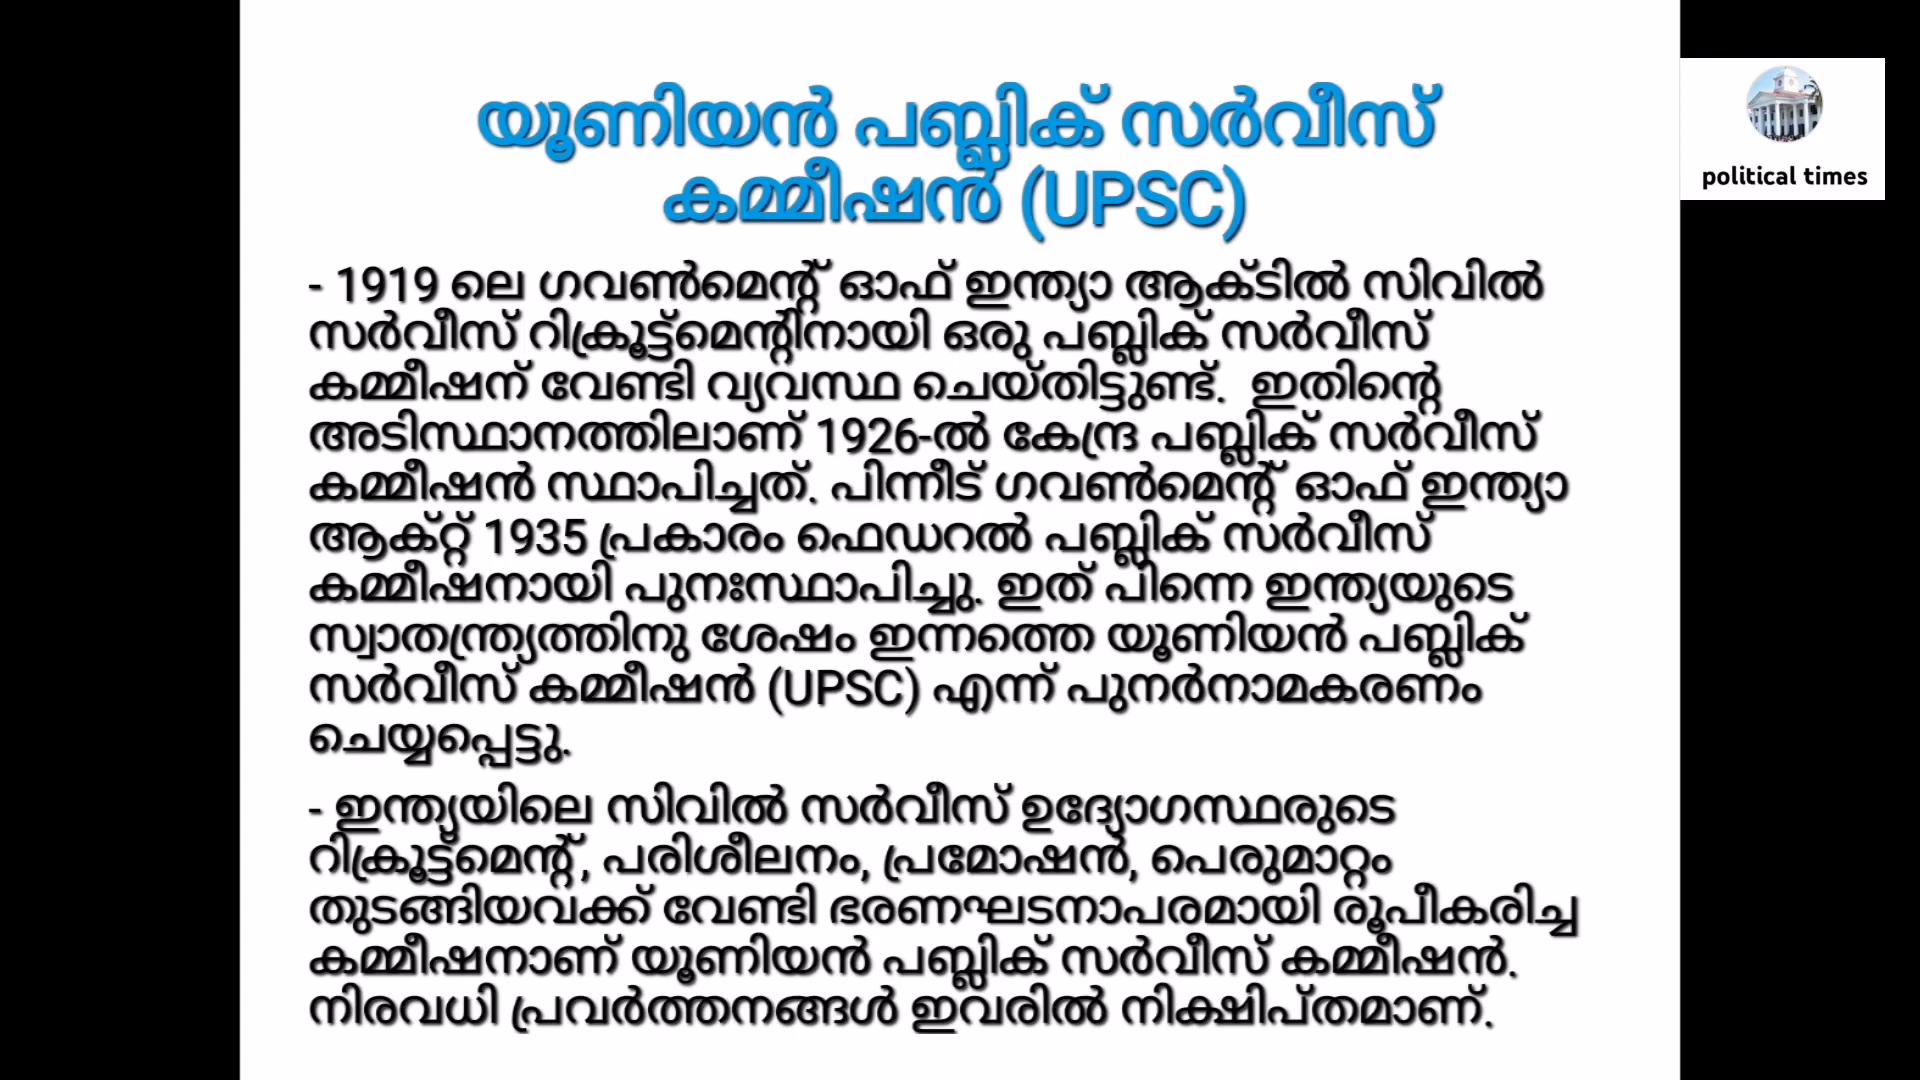 യൂണിയൻ പബ്ലിക് സർവീസ്
കമ്മീഷൻ (UPSC)
political times
- 1919 ലെ ഗവൺമെന്റ് ഓഫ് ഇന്ത്യാ ആക്ടിൽ സിവിൽ
സർവീസ് റിക്രൂട്ട്മെന്റിനായി ഒരു പബ്ലിക് സർവീസ്
കമ്മീഷന് വേണ്ടി വ്യവസ്ഥ ചെയ്തിട്ടുണ്ട്. ഇതിന്റെ
അടിസ്ഥാനത്തിലാണ് 1926-ൽ കേന്ദ്ര പബ്ലിക് സർവീസ്
കമ്മീഷൻ സ്ഥാപിച്ചത്. പിന്നീട് ഗവൺമെന്റ് ഓഫ് ഇന്ത്യാ
ആക്റ്റ് 1935 പ്രകാരം ഫെഡറൽ പബ്ലിക് സർവീസ്
കമ്മീഷനായി പുനഃസ്ഥാപിച്ചു. ഇത് പിന്നെ ഇന്ത്യയുടെ
സ്വാതന്ത്ര്യത്തിനു ശേഷം ഇന്നത്തെ യൂണിയൻ പബ്ലിക്
സർവീസ് കമ്മീഷൻ (UPSC) എന്ന് പുനർനാമകരണം
ചെയ്യപ്പെട്ടു.
- ഇന്ത്യയിലെ സിവിൽ സർവീസ് ഉദ്യോഗസ്ഥരുടെ
റിക്രൂട്ട്മെന്റ്, പരിശീലനം, പ്രമോഷൻ, പെരുമാറ്റം
തുടങ്ങിയവക്ക് വേണ്ടി ഭരണഘടനാപരമായി രൂപീകരിച്ച
കമ്മീഷനാണ് യൂണിയൻ പബ്ലിക് സർവീസ് കമ്മീഷൻ.
നിരവധി പ്രവർത്തനങ്ങൾ ഇവരിൽ നിക്ഷിപ്തമാണ്.